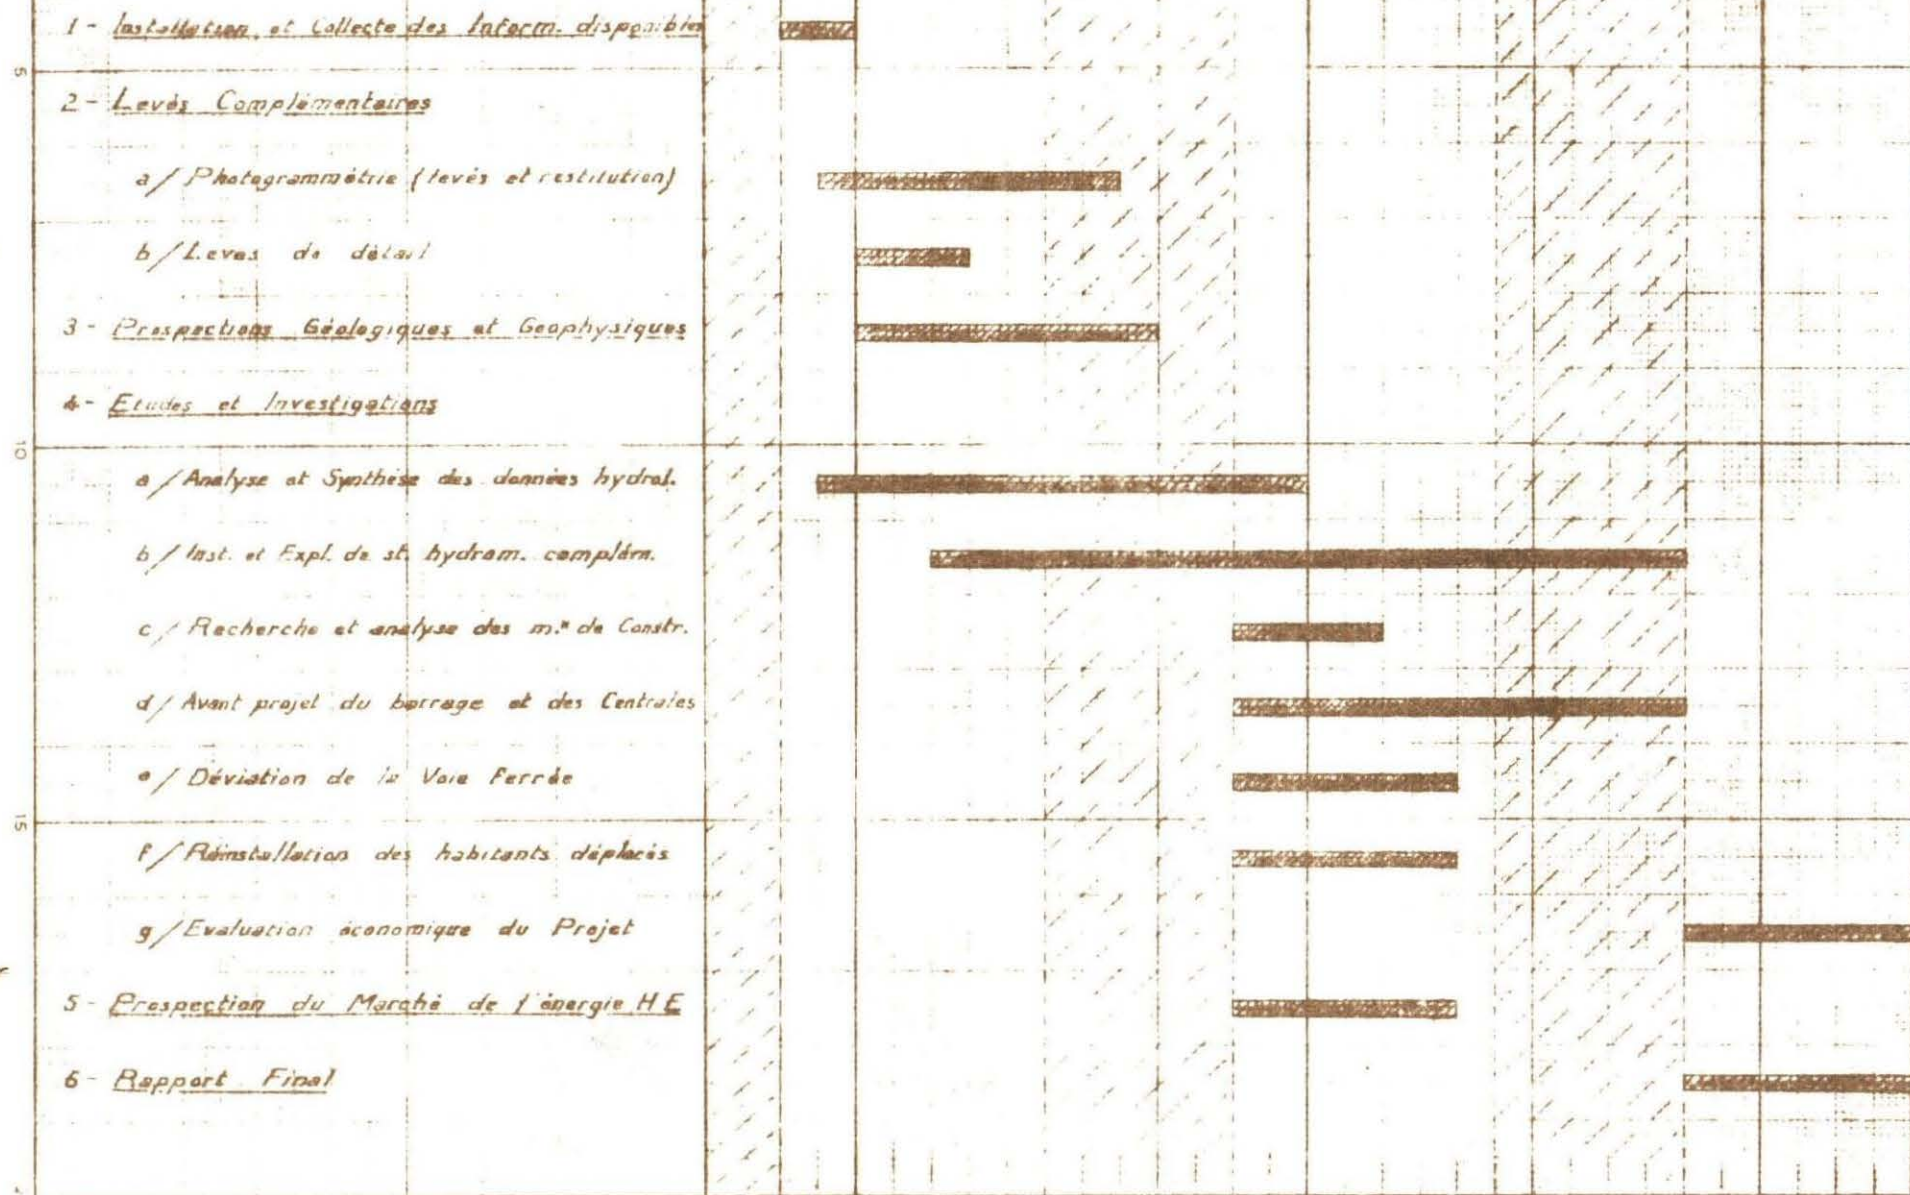 1 - Installation et Collecte des Inform. disponibles
5
2 - Levés Complémentaires
a/ Photogrammétrie (levés et restitution)
b/ Levés de détail
3 - Prospections Géologiques et Geophysiques
4 - Etudes et Investigations
10
a/ Analyse et Synthèse des données hydrol.
b/ Inst. et Expl. de st. hydrom. complém.
c/ Recherche et analyse des m.x de Constr.
d/ Avant projet du barrage et des Centrales
e/ Déviation de la Voie Ferrée
15
f/ Réinstallation des habitants déplacés
g/ Evaluation économique du Projet
5 - Prospection du Marché de l'énergie H E
6 - Rapport Final